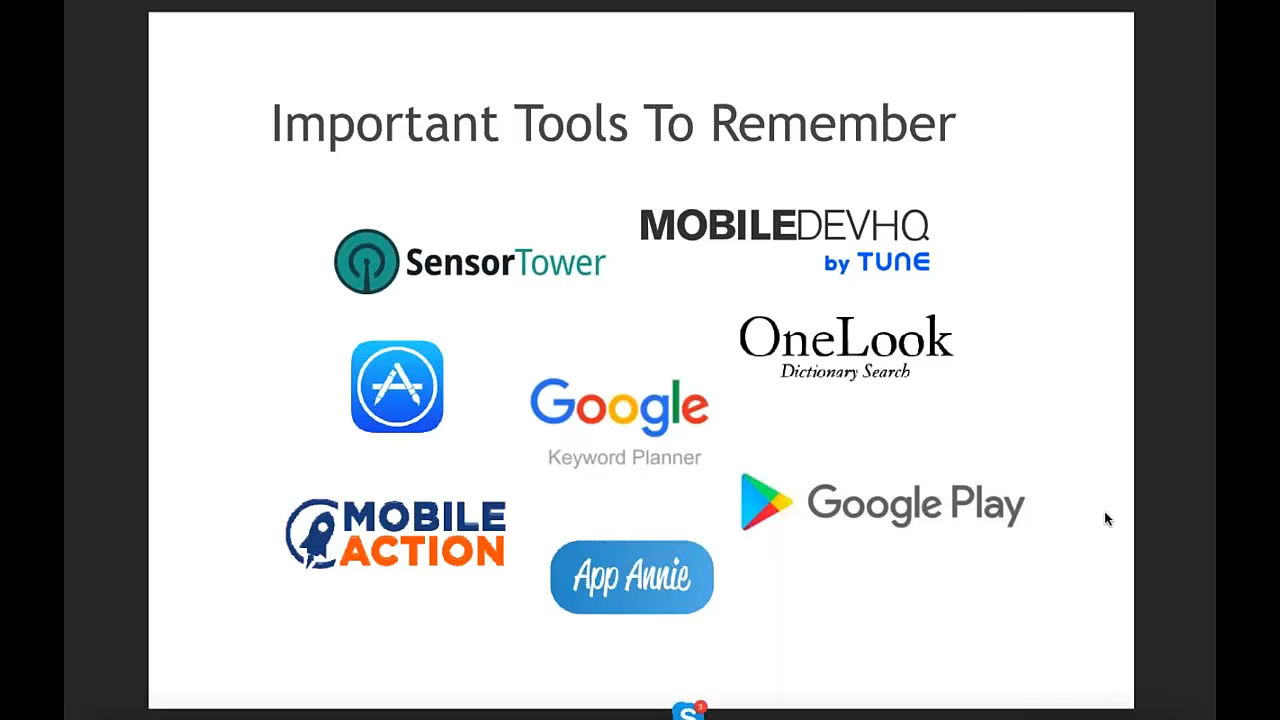 Important Tools To Remember
SensorTower
MOBILEDEVHQ
by TUNE
OneLook
Dictionary Search
Google
Keyword Planner
Google Play
MOBILE
ACTION
App Annie
S
3